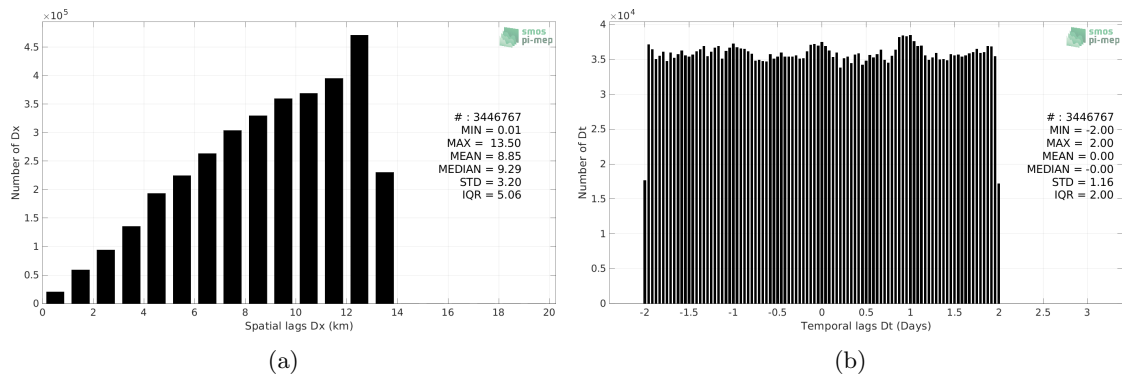 ×10⁵
smos
pi-mep
4.5
4
3.5
3
2.5
2
1.5
1
0.5
0
Number of Dx
# : 3446767
MIN = 0.01
MAX = 13.50
MEAN = 8.85
MEDIAN = 9.29
STD = 3.20
IQR = 5.06
0 2 4 6 8 10 12 14 16 18 20
Spatial lags Dx (km)
(a)
×10⁴
smos
pi-mep
4
3.5
3
2.5
2
1.5
1
0.5
0
Number of Dt
# : 3446767
MIN = -2.00
MAX = 2.00
MEAN = 0.00
MEDIAN = -0.00
STD = 1.16
IQR = 2.00
-2 -1.5 -1 -0.5 0 0.5 1 1.5 2 2.5 3
Temporal lags Dt (Days)
(b)